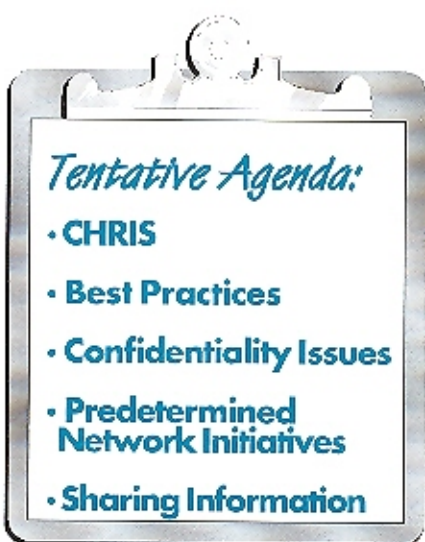 Tentative Agenda:
• CHRIS
• Best Practices
• Confidentiality Issues
• Predetermined
Network Initiatives
• Sharing Information